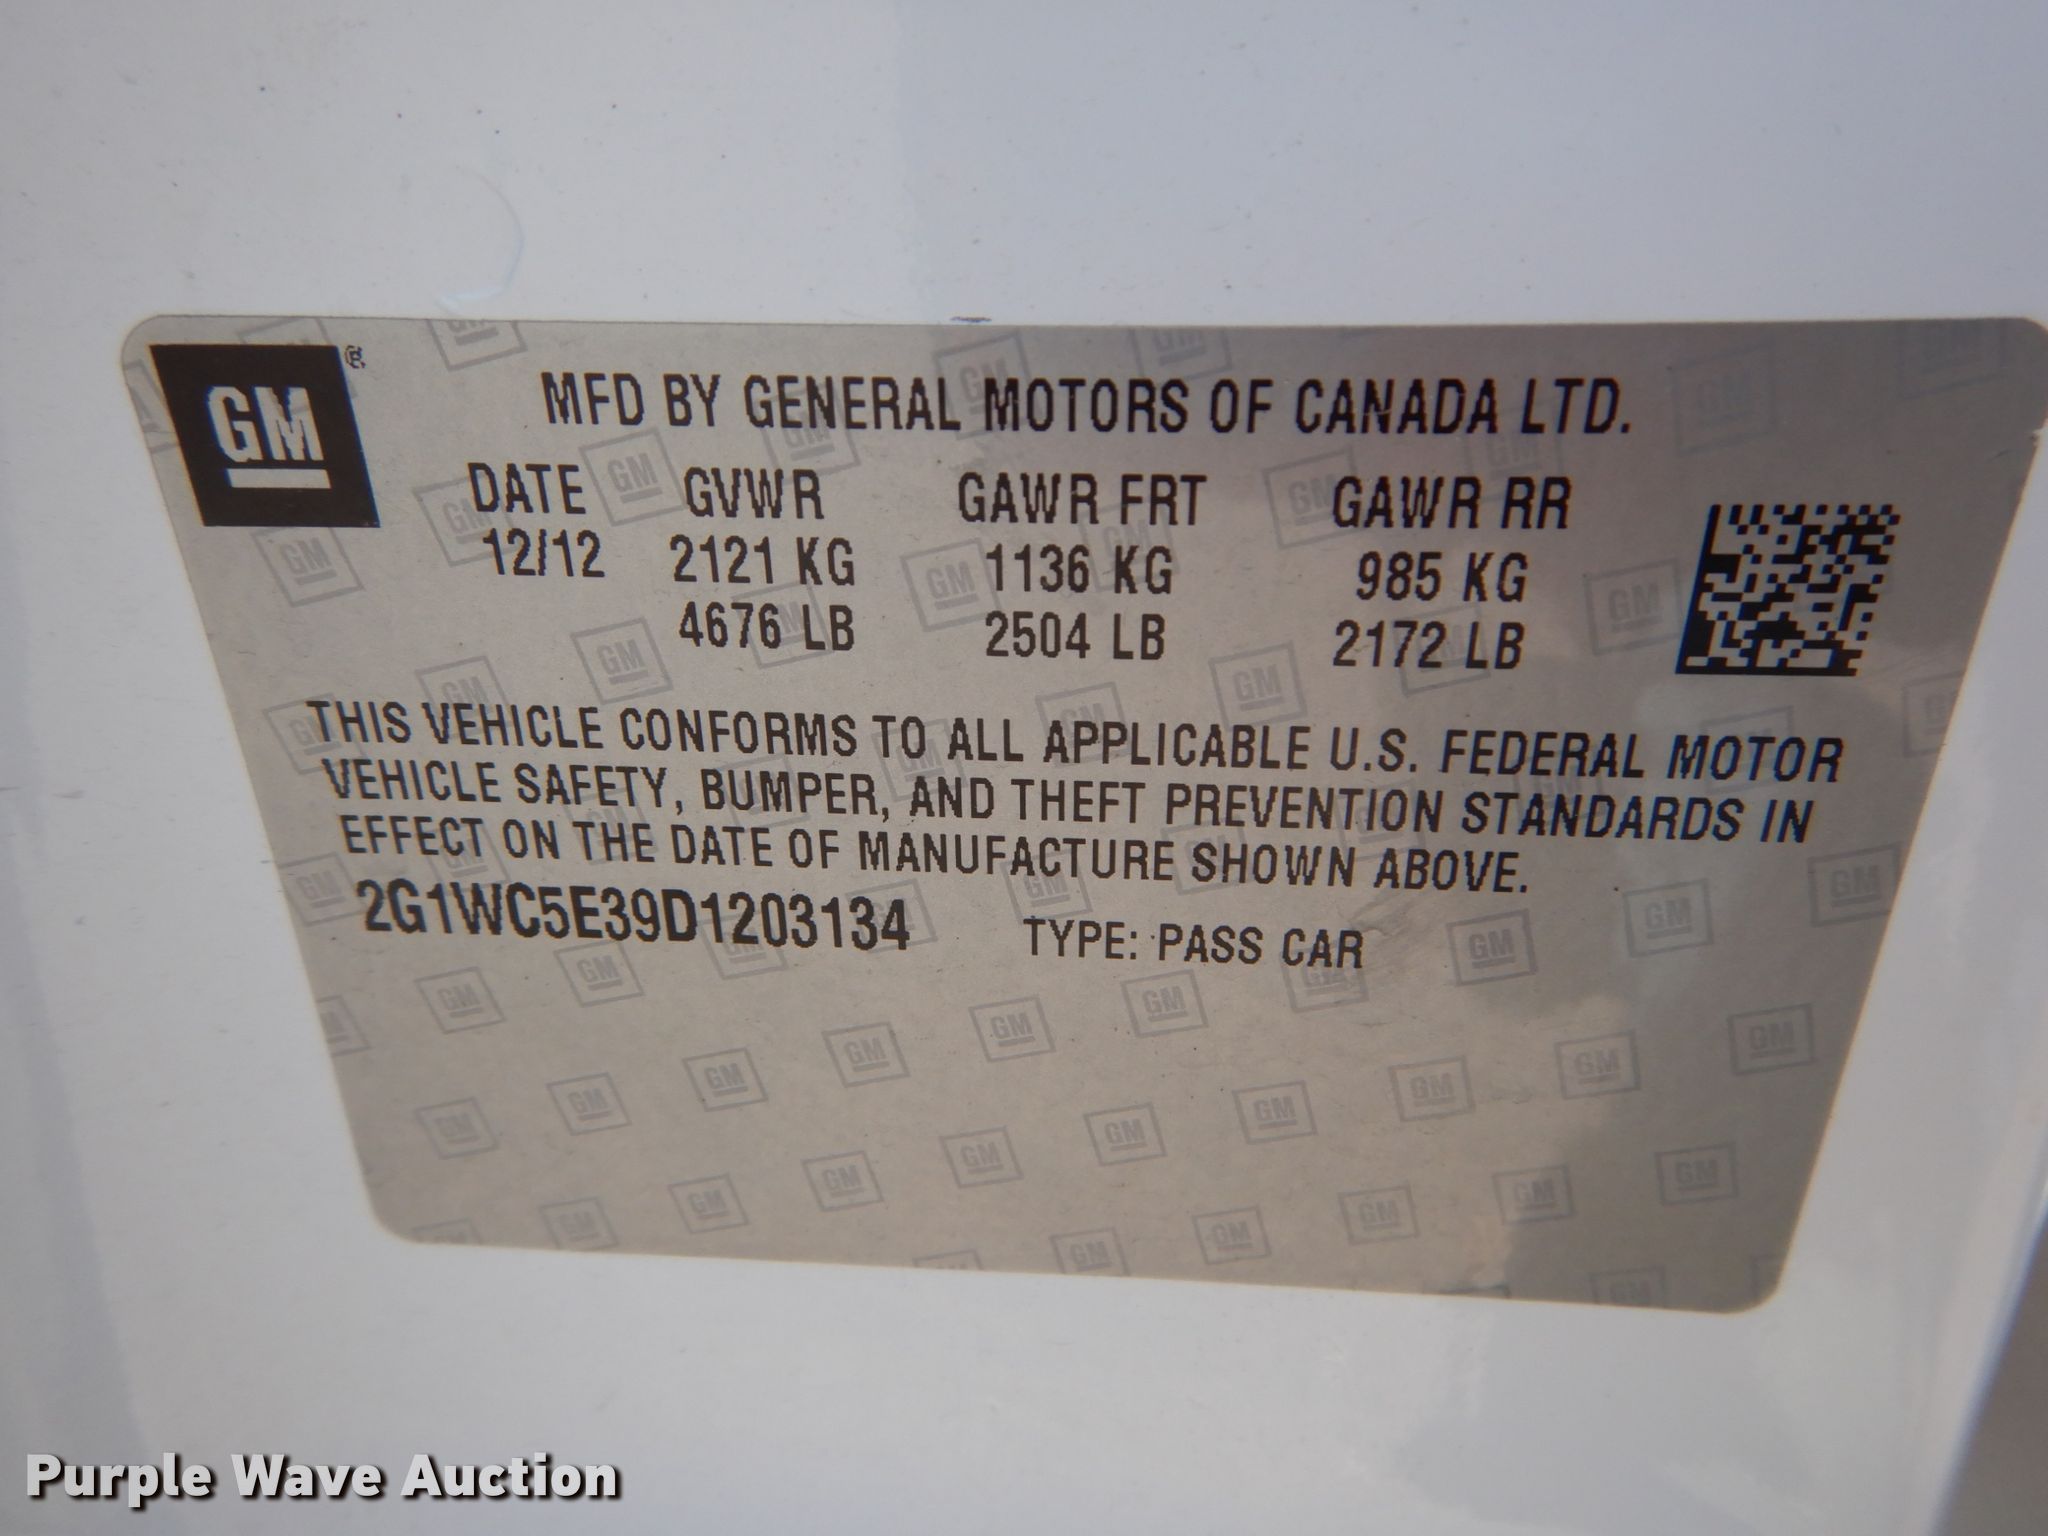 GM ®
MFD BY GENERAL MOTORS OF CANADA LTD.
DATE GVWR GAWR FRT GAWR RR
12/12 2121 KG 1136 KG 985 KG
4676 LB 2504 LB 2172 LB
THIS VEHICLE CONFORMS TO ALL APPLICABLE U.S. FEDERAL MOTOR
VEHICLE SAFETY, BUMPER, AND THEFT PREVENTION STANDARDS IN
EFFECT ON THE DATE OF MANUFACTURE SHOWN ABOVE.
2G1WC5E39D1203134 TYPE: PASS CAR
Purple Wave Auction